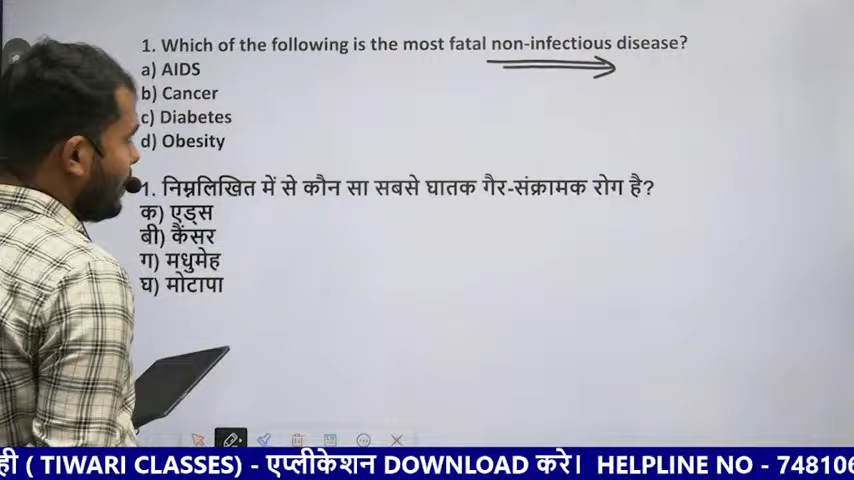 1. Which of the following is the most fatal non-infectious disease?
a) AIDS
b) Cancer
c) Diabetes
d) Obesity
1. निम्नलिखित में से कौन सा सबसे घातक गैर-संक्रामक रोग है?
क) एड्स
बी) कैंसर
ग) मधुमेह
घ) मोटापा
ही ( TIWARI CLASSES) - एप्लीकेशन DOWNLOAD करे। HELPLINE NO - 748106